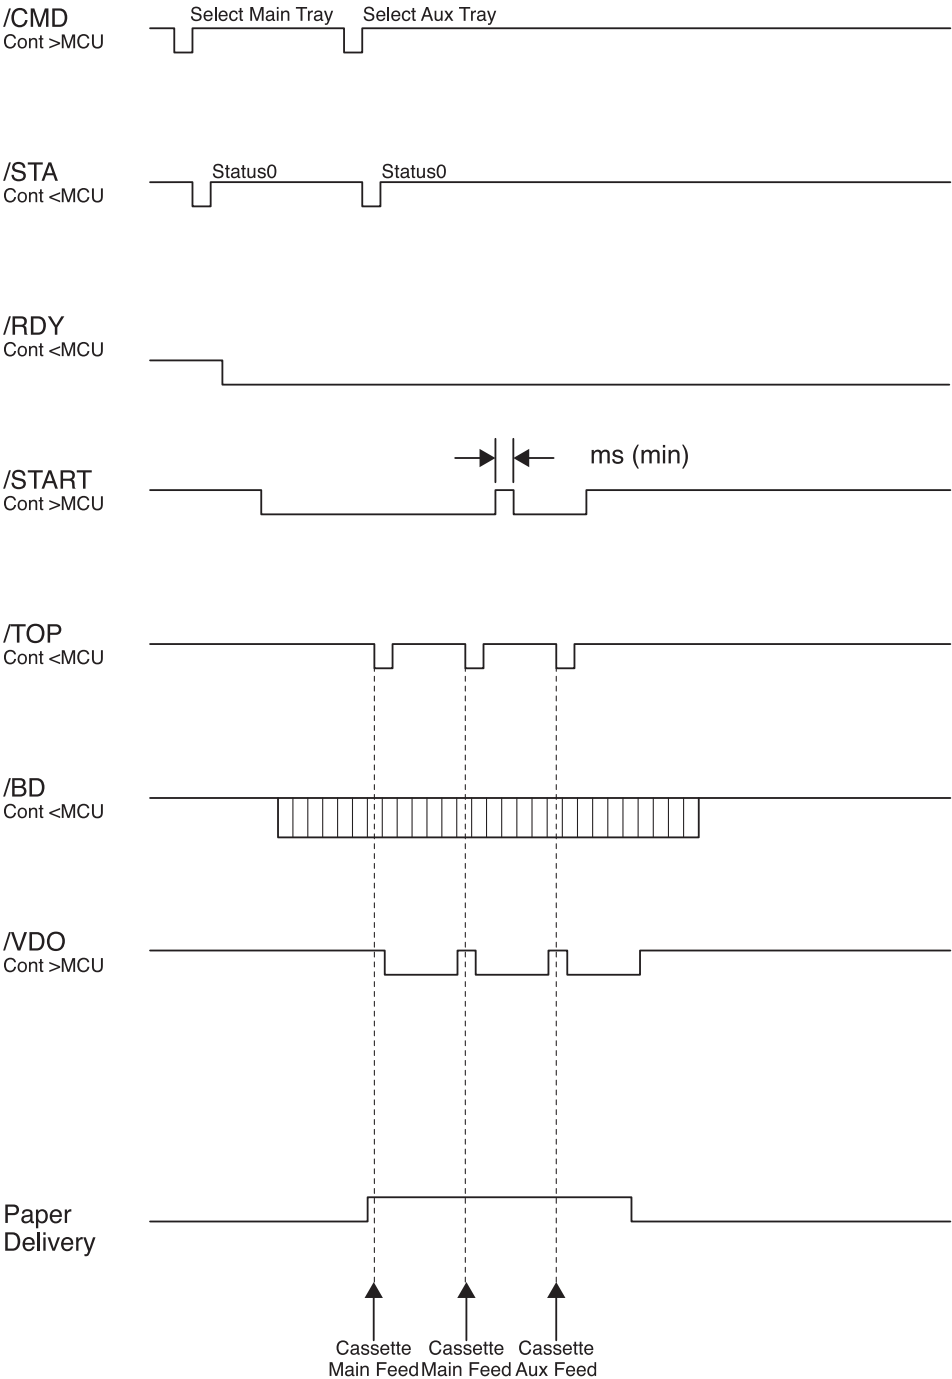 /CMD
Cont >MCU
Select Main Tray
Select Aux Tray
/STA
Cont <MCU
Status0
Status0
/RDY
Cont <MCU
/START
Cont >MCU
ms (min)
/TOP
Cont <MCU
/BD
Cont <MCU
/VDO
Cont >MCU
Paper
Delivery
Cassette
Main Feed
Cassette
Main Feed
Cassette
Aux Feed